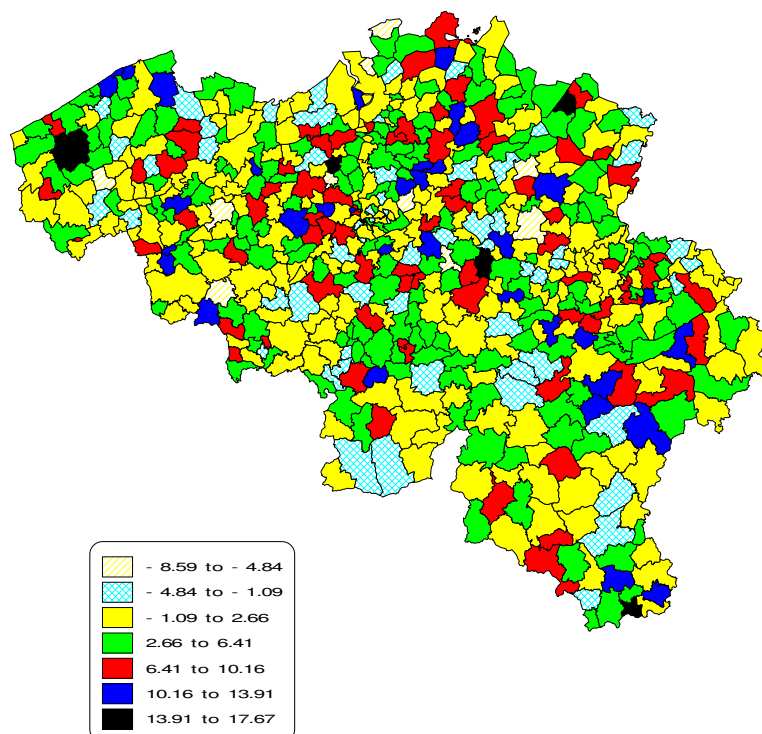 - 8.59 to - 4.84
- 4.84 to - 1.09
- 1.09 to 2.66
2.66 to 6.41
6.41 to 10.16
10.16 to 13.91
13.91 to 17.67